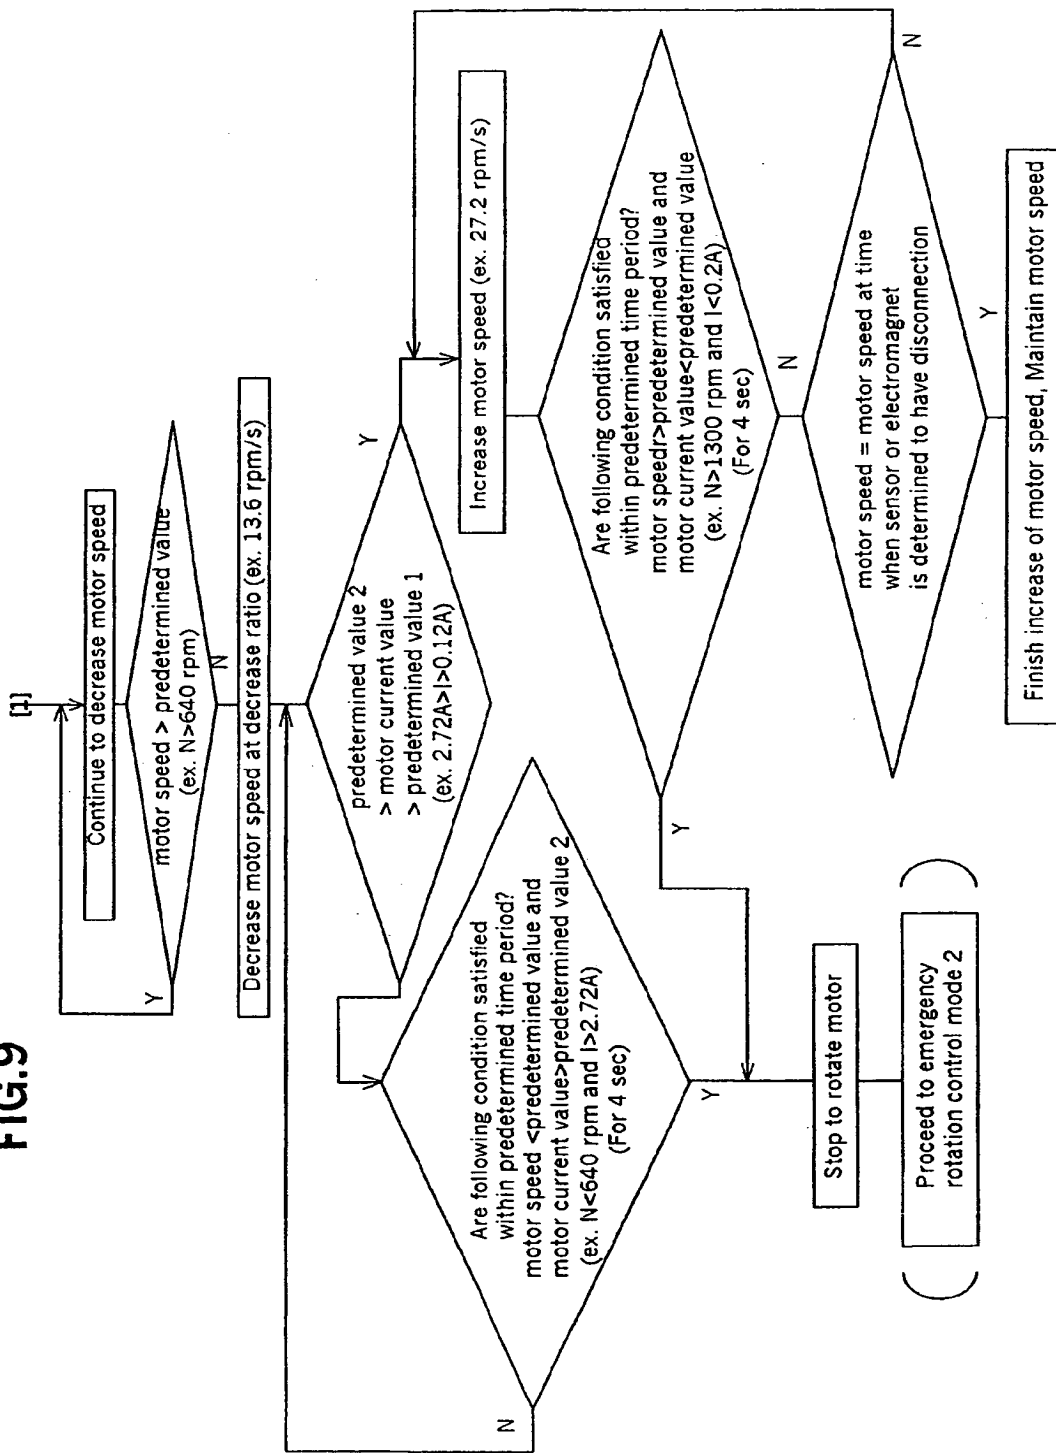 FIG.9
[1]
Continue to decrease motor speed
motor speed > predetermined value
(ex. N>640 rpm)
Y
N
Decrease motor speed at decrease ratio (ex. 13.6 rpm/s)
predetermined value 2
> motor current value
> predetermined value 1
(ex. 2.72A>I>0.12A)
Y
Are following condition satisfied
within predetermined time period?
motor speed <predetermined value and
motor current value>predetermined value 2
(ex. N<640 rpm and I>2.72A)
(For 4 sec)
N
Y
Increase motor speed (ex. 27.2 rpm/s)
Are following condition satisfied
within predetermined time period?
motor speed>predetermined value and
motor current value<predetermined value
(ex. N>1300 rpm and I<0.2A)
(For 4 sec)
Y
N
motor speed = motor speed at time
when sensor or electromagnet
is determined to have disconnection
N
Y
Stop to rotate motor
Proceed to emergency
rotation control mode 2
Finish increase of motor speed, Maintain motor speed